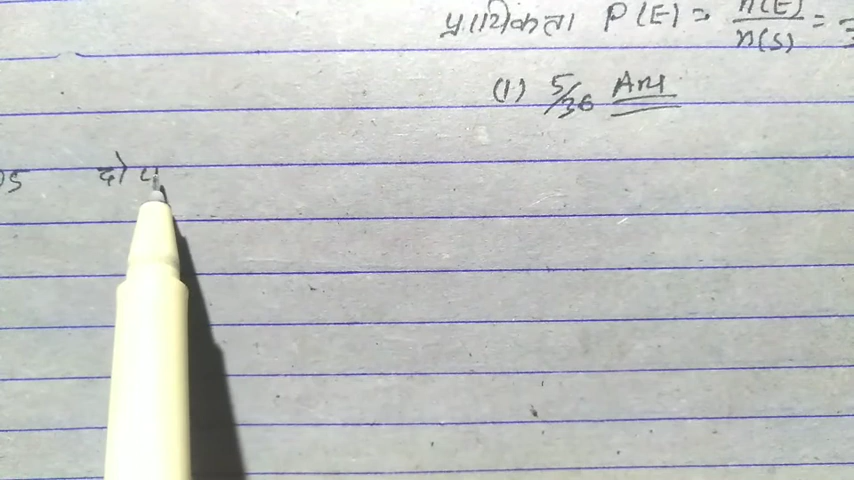 प्रायिकता P(E) = n(E)/n(S) =
(1) 5/36 Ans
दो